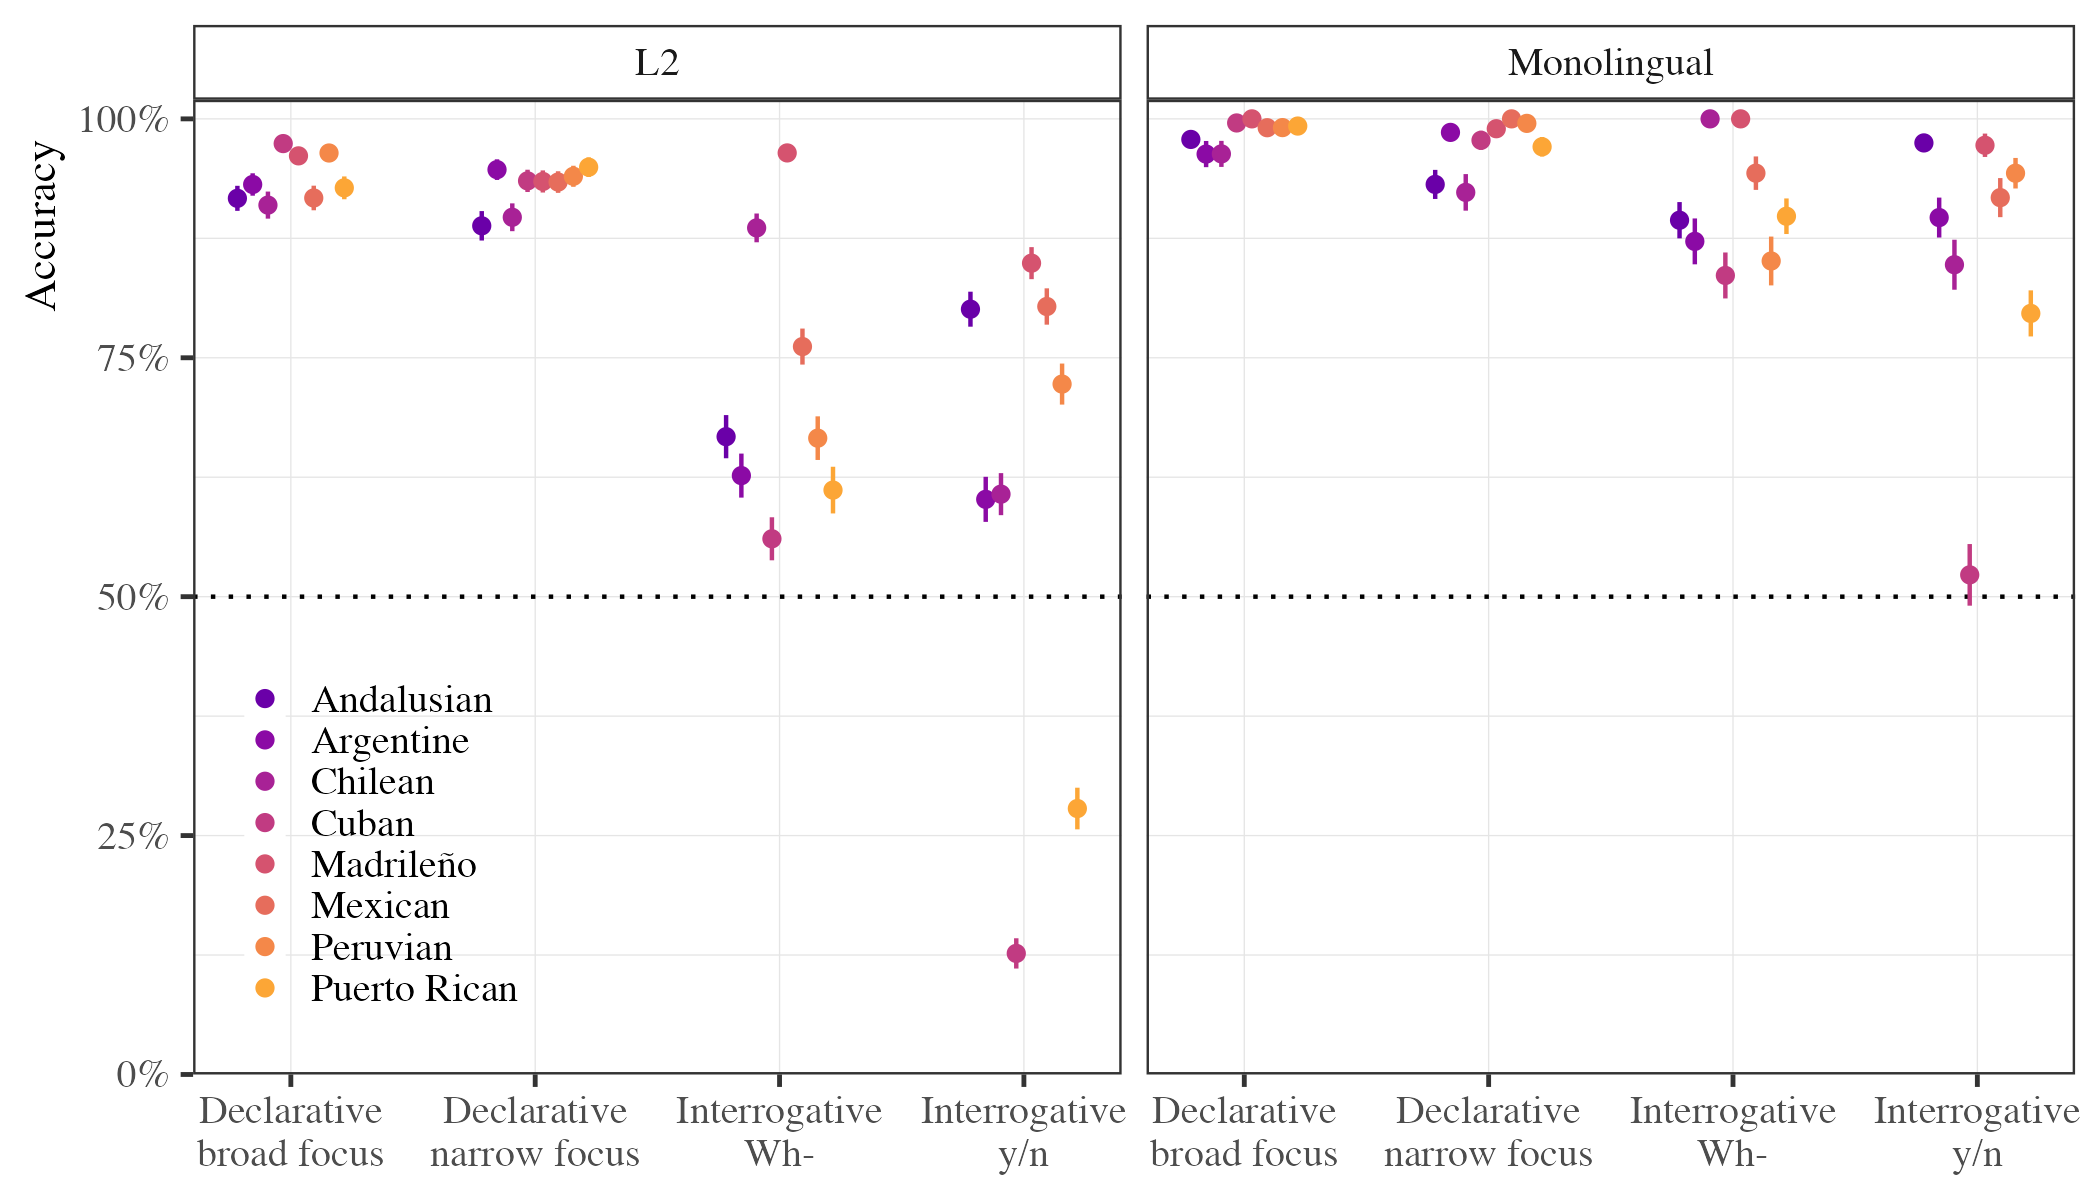 L2
Monolingual
Accuracy
100%
75%
50%
25%
0%
Andalusian
Argentine
Chilean
Cuban
Madrileño
Mexican
Peruvian
Puerto Rican
Declarative
broad focus
Declarative
narrow focus
Interrogative
Wh-
Interrogative
y/n
Declarative
broad focus
Declarative
narrow focus
Interrogative
Wh-
Interrogative
y/n